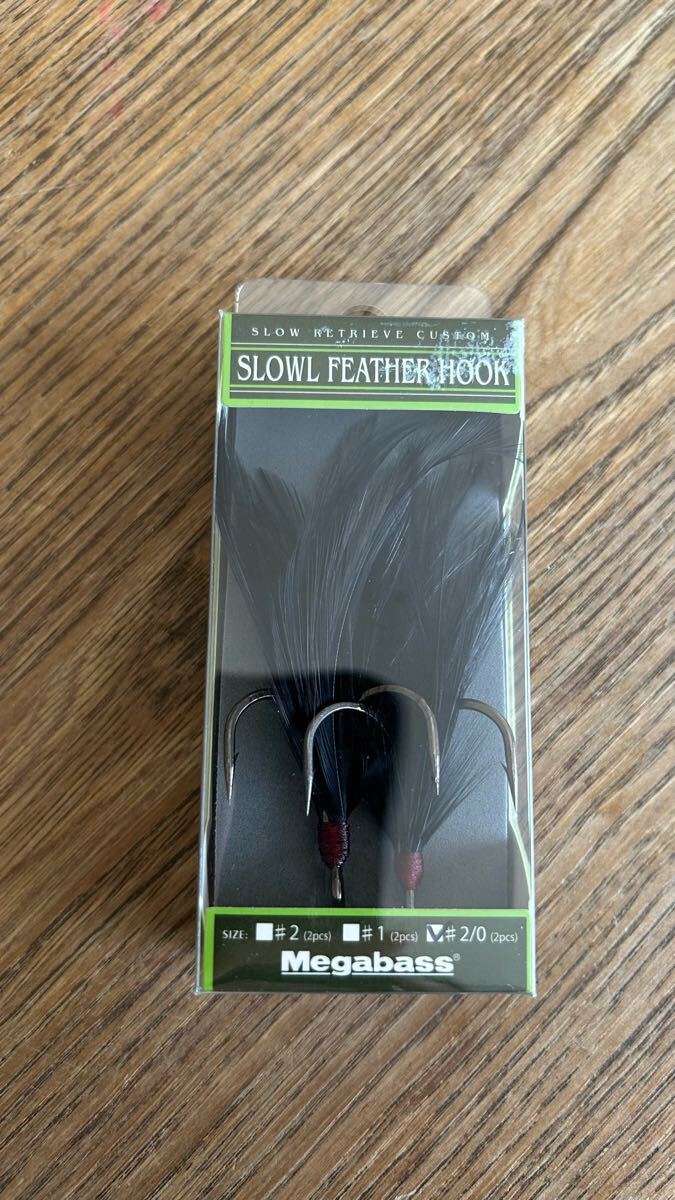 SLOW RETRIEVE CUSTOM
SLOWL FEATHER HOOK
SIZE: #2 (2pcs) #1 (2pcs) #2/0 (2pcs)
Megabass®